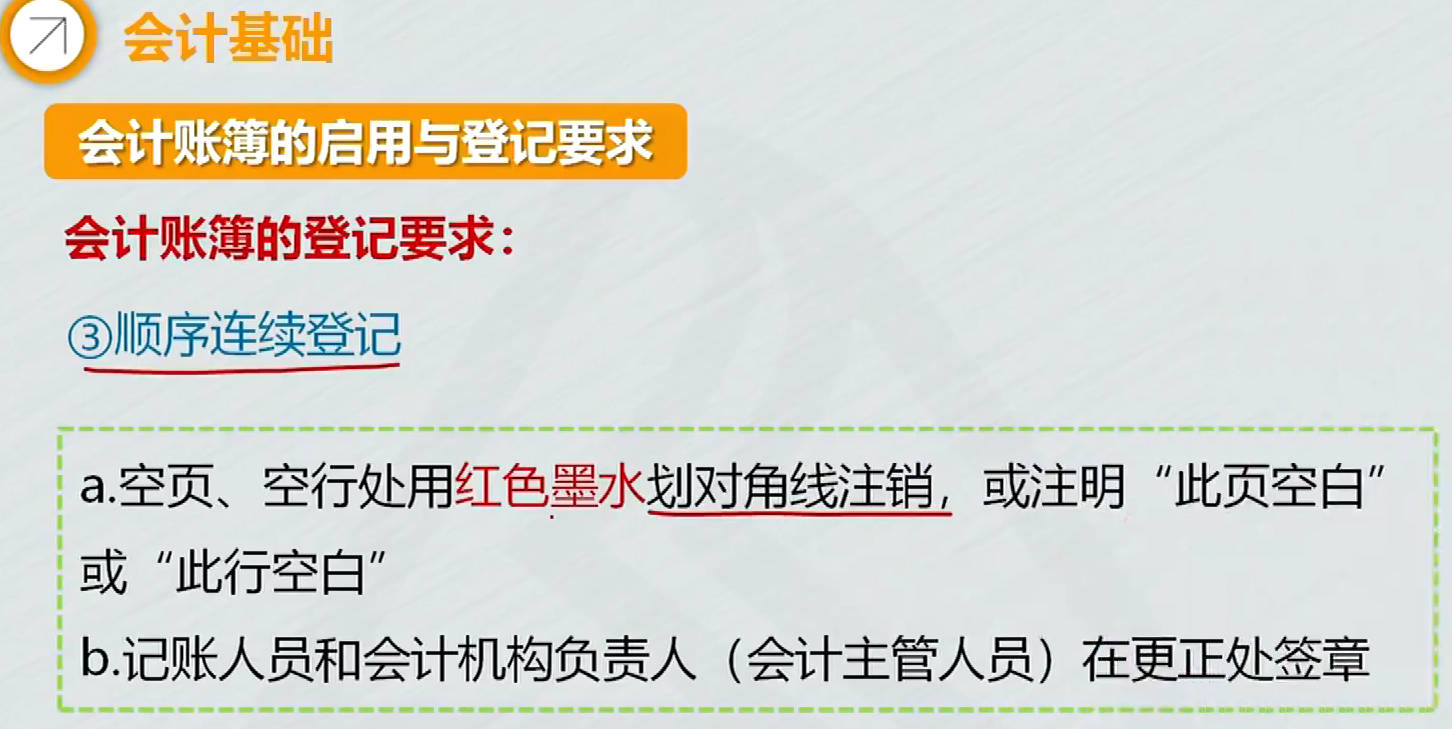 会计基础
会计账簿的启用与登记要求
会计账簿的登记要求：
③顺序连续登记
a.空页、空行处用红色墨水划对角线注销，或注明“此页空白”
或“此行空白”
b.记账人员和会计机构负责人（会计主管人员）在更正处签章